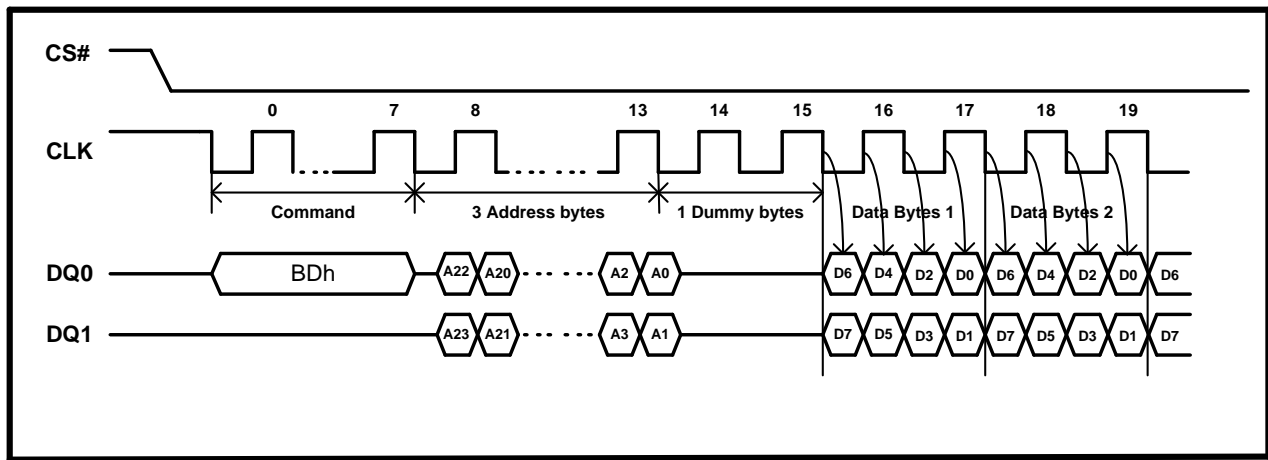 CS#
0 7 8 13 14 15 16 17 18 19
CLK
Command 3 Address bytes 1 Dummy bytes Data Bytes 1 Data Bytes 2
DQ0 BDh A22 A20 A2 A0 D6 D4 D2 D0 D6 D4 D2 D0 D6
DQ1 A23 A21 A3 A1 D7 D5 D3 D1 D7 D5 D3 D1 D7